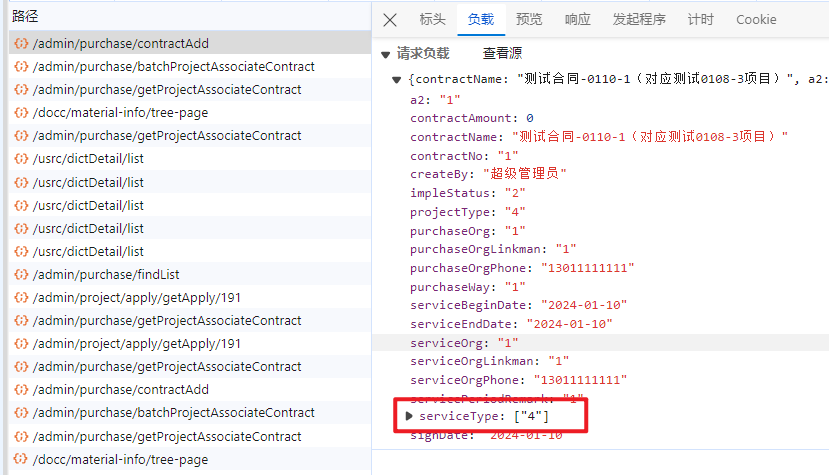 路径
标头 负载 预览 响应 发起程序 计时 Cookie
/admin/purchase/contractAdd
/admin/purchase/batchProjectAssociateContract
/admin/purchase/getProjectAssociateContract
/docc/material-info/tree-page
/admin/purchase/getProjectAssociateContract
/usrc/dictDetail/list
/usrc/dictDetail/list
/usrc/dictDetail/list
/usrc/dictDetail/list
/usrc/dictDetail/list
/admin/purchase/findList
/admin/project/apply/getApply/191
/admin/purchase/getProjectAssociateContract
/admin/project/apply/getApply/191
/admin/purchase/getProjectAssociateContract
/admin/purchase/contractAdd
/admin/purchase/batchProjectAssociateContract
/admin/purchase/getProjectAssociateContract
/docc/material-info/tree-page
请求负载 查看源
{contractName: "测试合同-0110-1（对应测试0108-3项目）", a2:
a2: "1"
contractAmount: 0
contractName: "测试合同-0110-1（对应测试0108-3项目）"
contractNo: "1"
createBy: "超级管理员"
impleStatus: "2"
projectType: "4"
purchaseOrg: "1"
purchaseOrgLinkman: "1"
purchaseOrgPhone: "13011111111"
purchaseWay: "1"
serviceBeginDate: "2024-01-10"
serviceEndDate: "2024-01-10"
serviceOrg: "1"
serviceOrgLinkman: "1"
serviceOrgPhone: "13011111111"
servicePeriodRemark: "1"
serviceType: ["4"]
signDate: "2024-01-10"